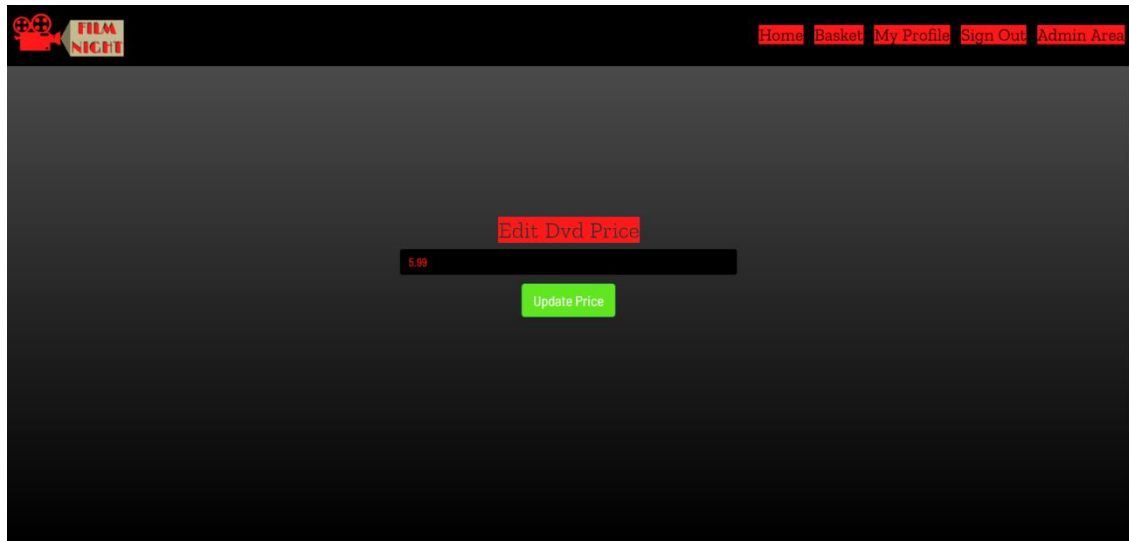 FILM
NIGHT
Home Basket My Profile Sign Out Admin Area
Edit Dvd Price
5.99
Update Price